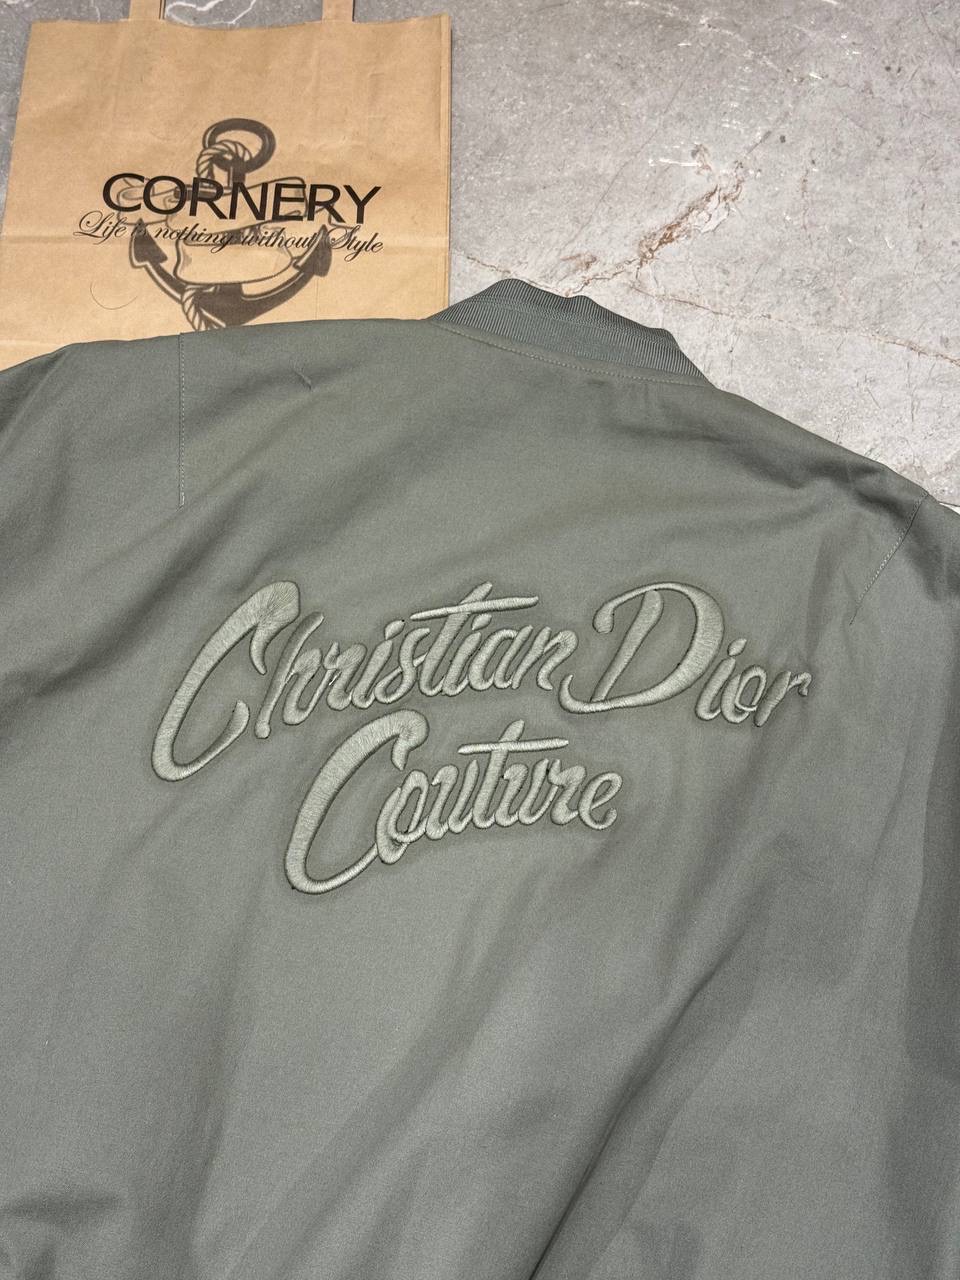 CORNERY
Life is nothing without Style
Christian Dior
Couture